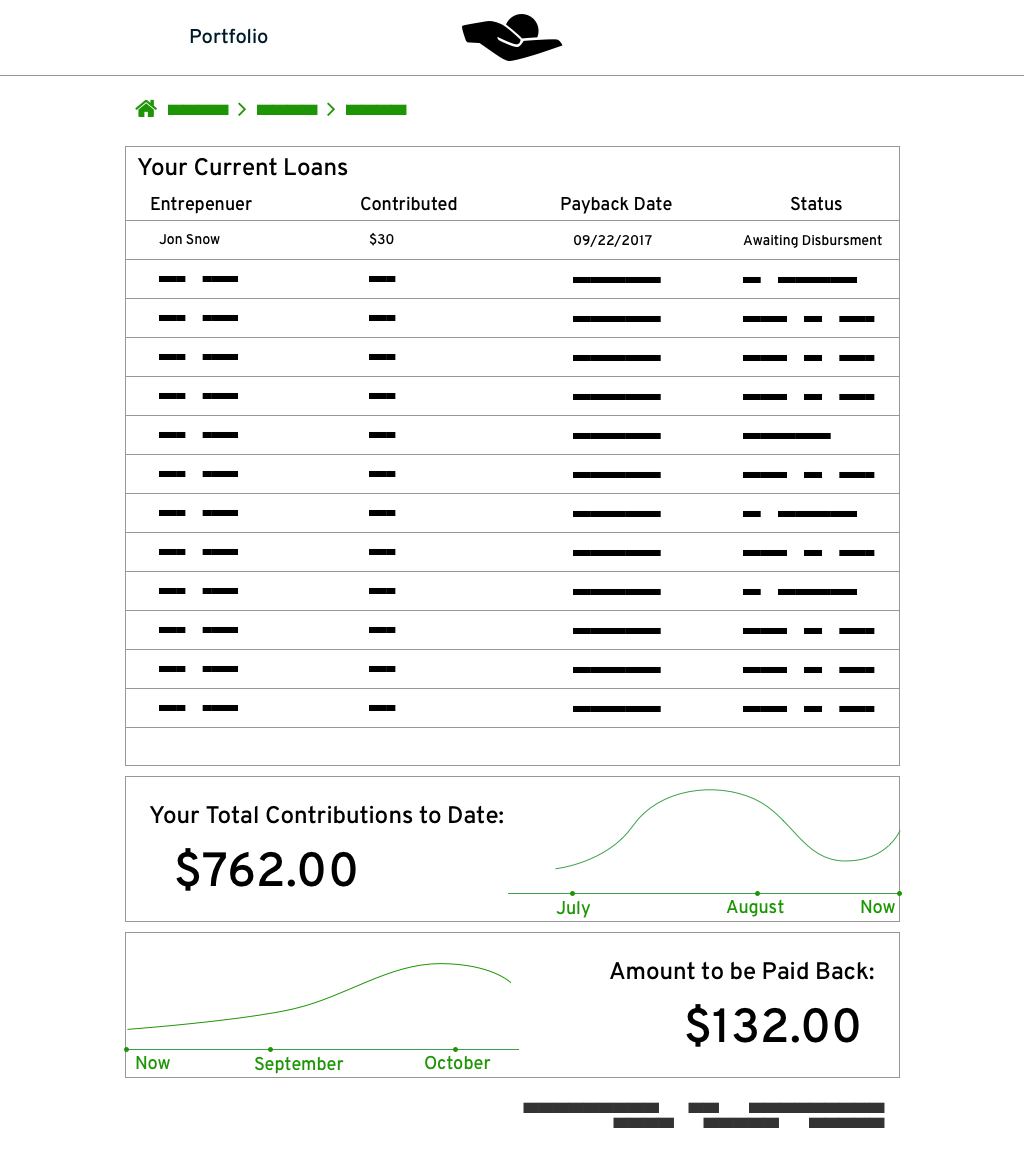 Portfolio
Your Current Loans
Entrepenuer Contributed Payback Date Status
Jon Snow $30 09/22/2017 Awaiting Disbursment
Your Total Contributions to Date:
$762.00
July August Now
Amount to be Paid Back:
$132.00
Now September October